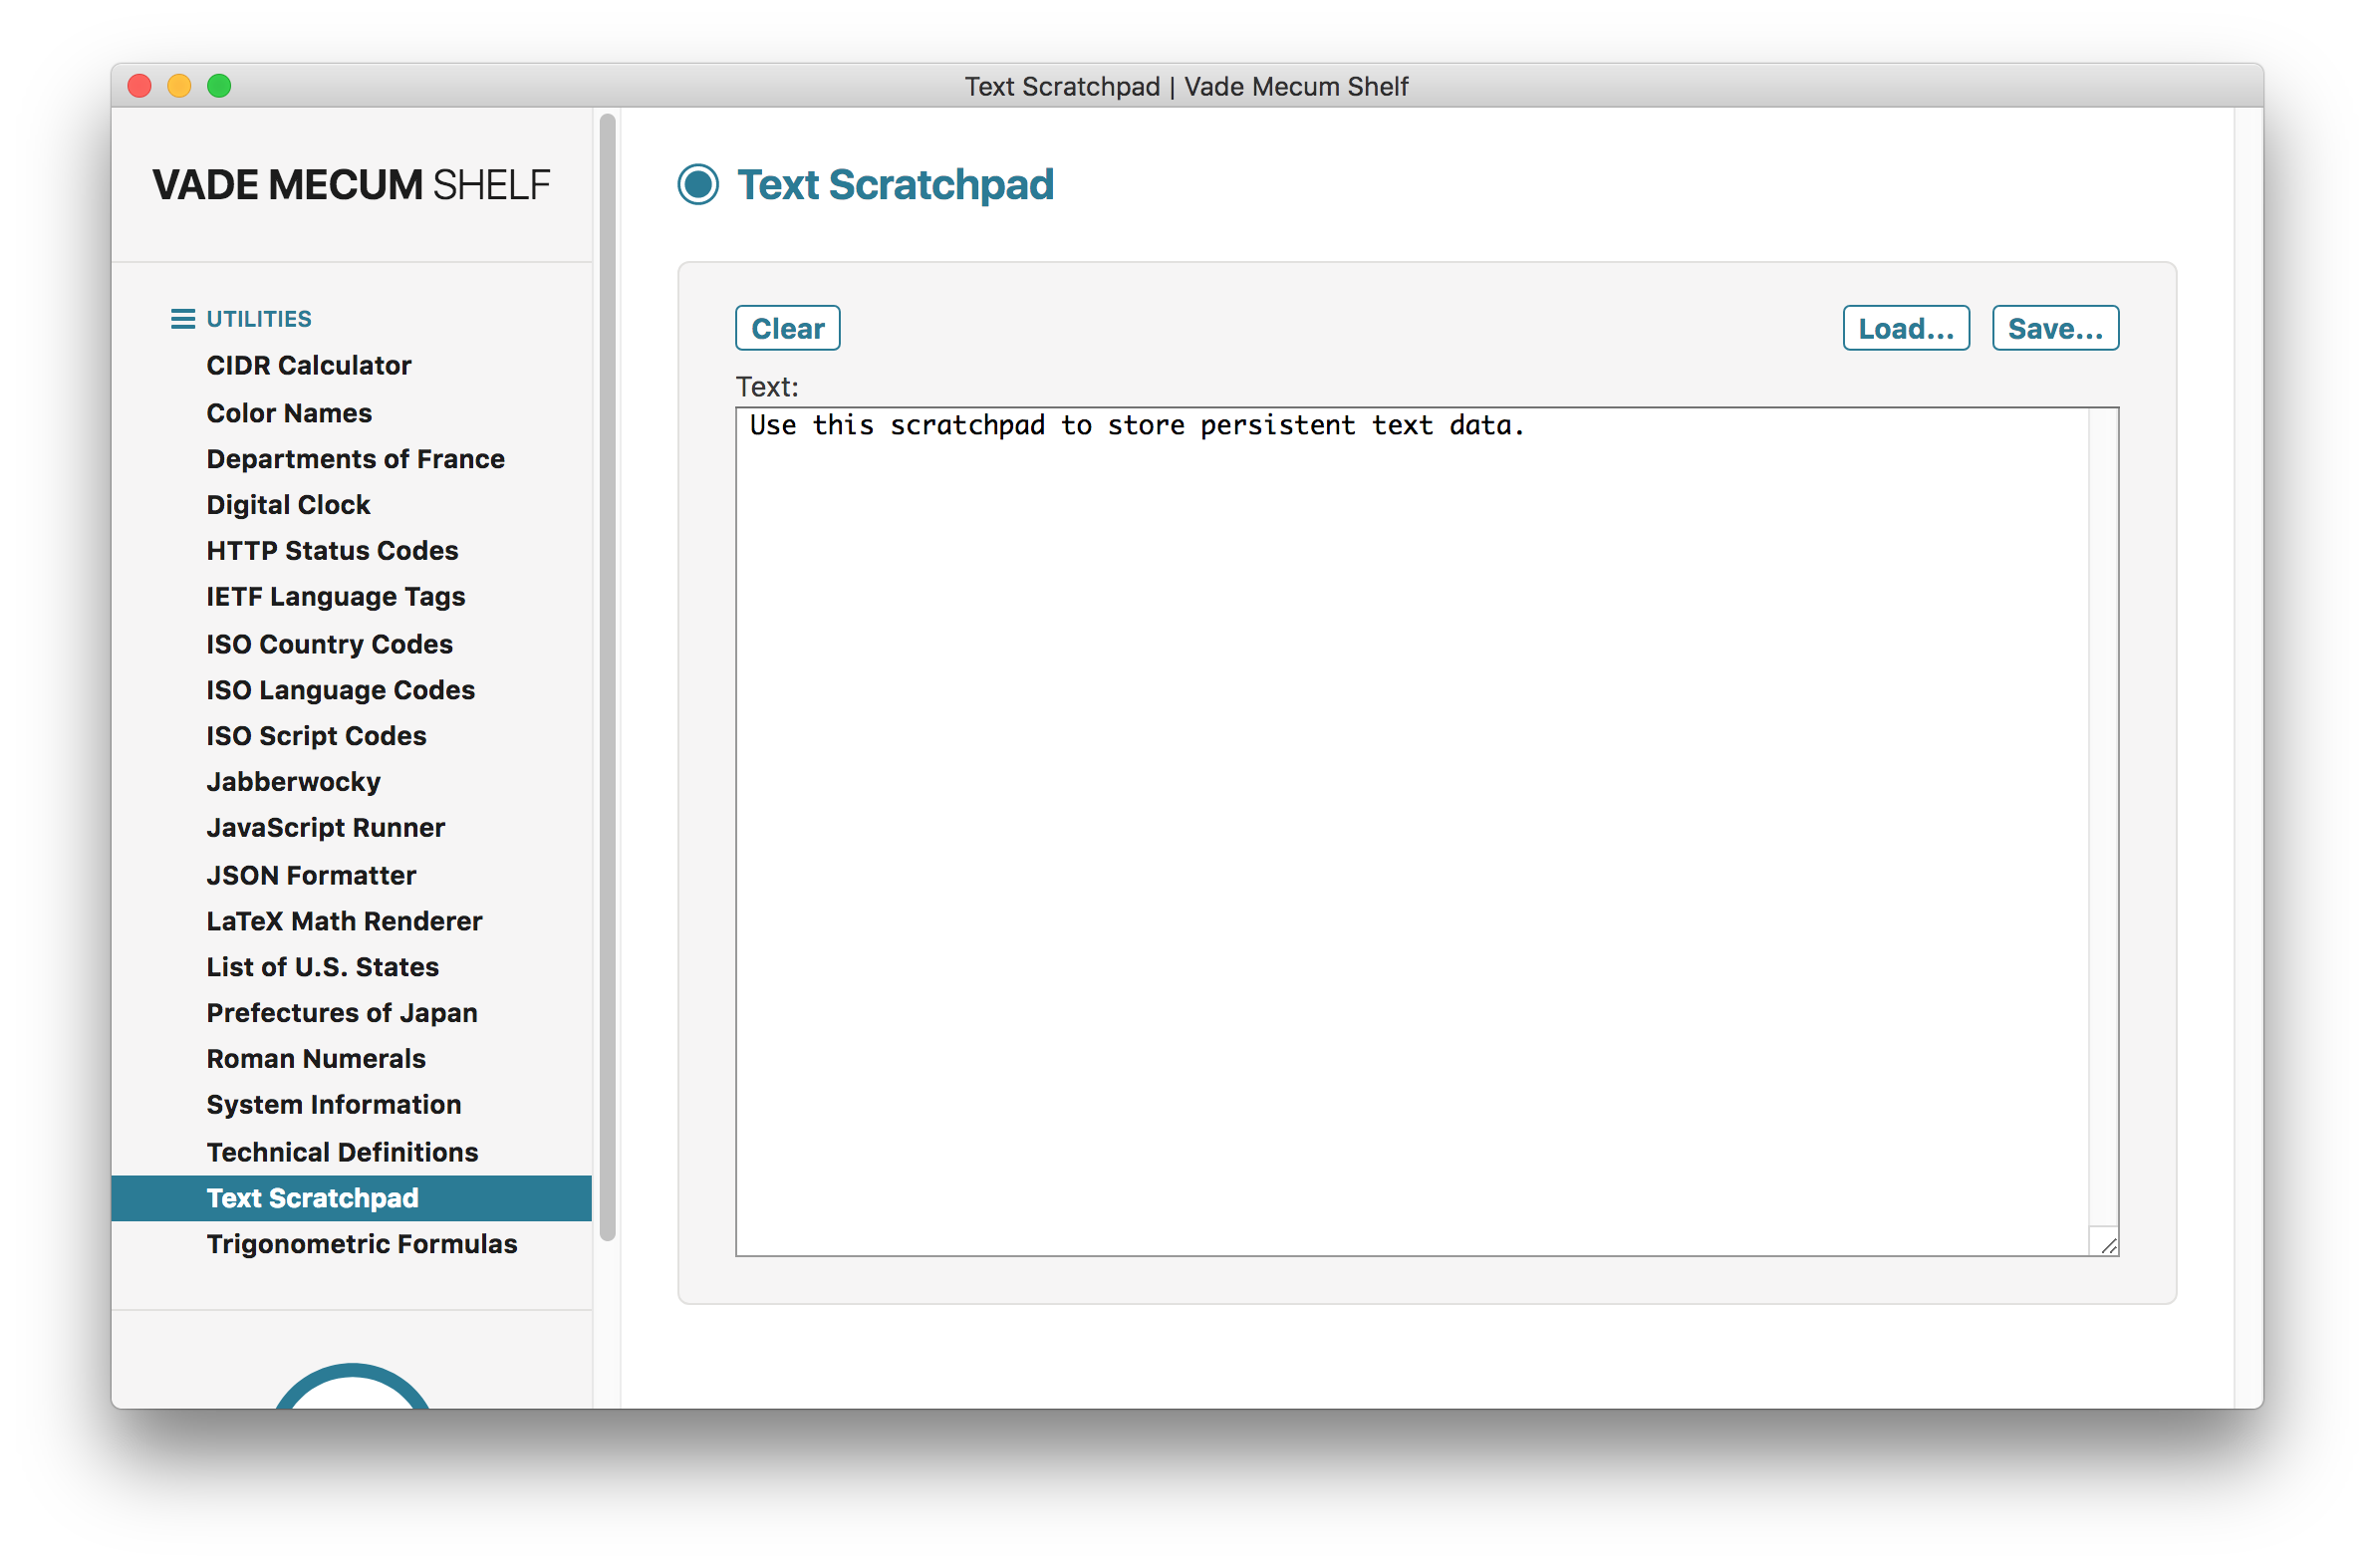 Text Scratchpad | Vade Mecum Shelf
VADE MECUM SHELF
UTILITIES
CIDR Calculator
Color Names
Departments of France
Digital Clock
HTTP Status Codes
IETF Language Tags
ISO Country Codes
ISO Language Codes
ISO Script Codes
Jabberwocky
JavaScript Runner
JSON Formatter
LaTeX Math Renderer
List of U.S. States
Prefectures of Japan
Roman Numerals
System Information
Technical Definitions
Text Scratchpad
Trigonometric Formulas
Text Scratchpad
Clear Load... Save...
Text:
Use this scratchpad to store persistent text data.